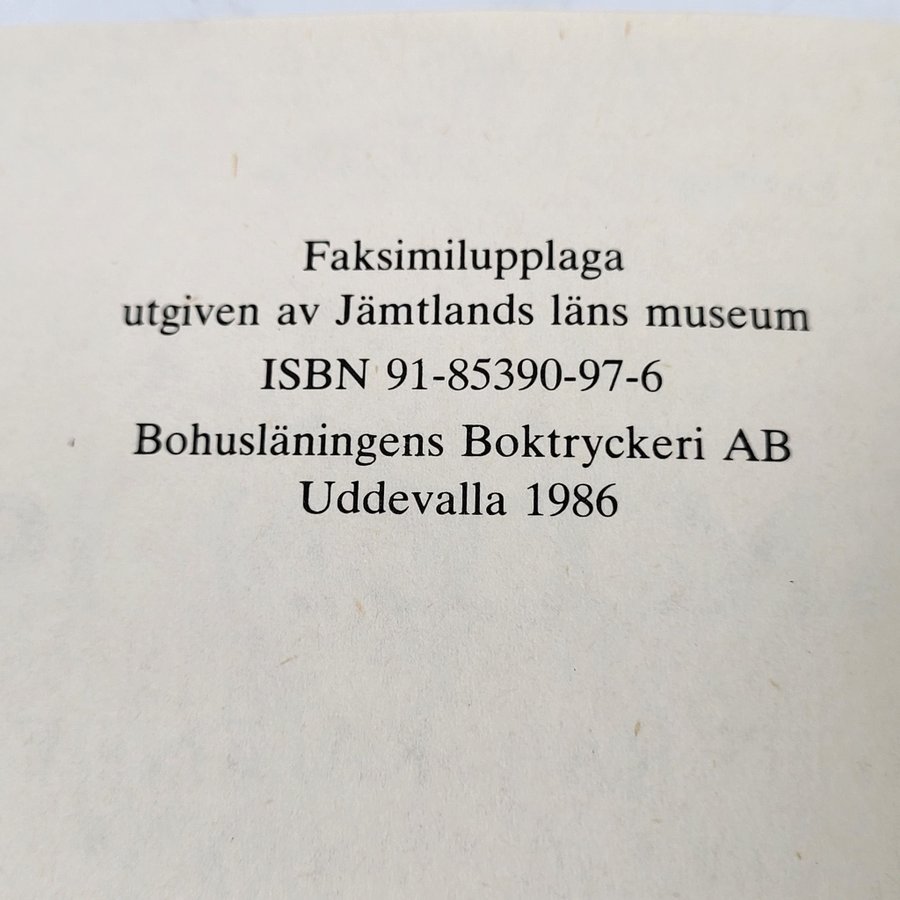 Faksimilupplaga
utgiven av Jämtlands läns museum
ISBN 91-85390-97-6
Bohusläningens Boktryckeri AB
Uddevalla 1986